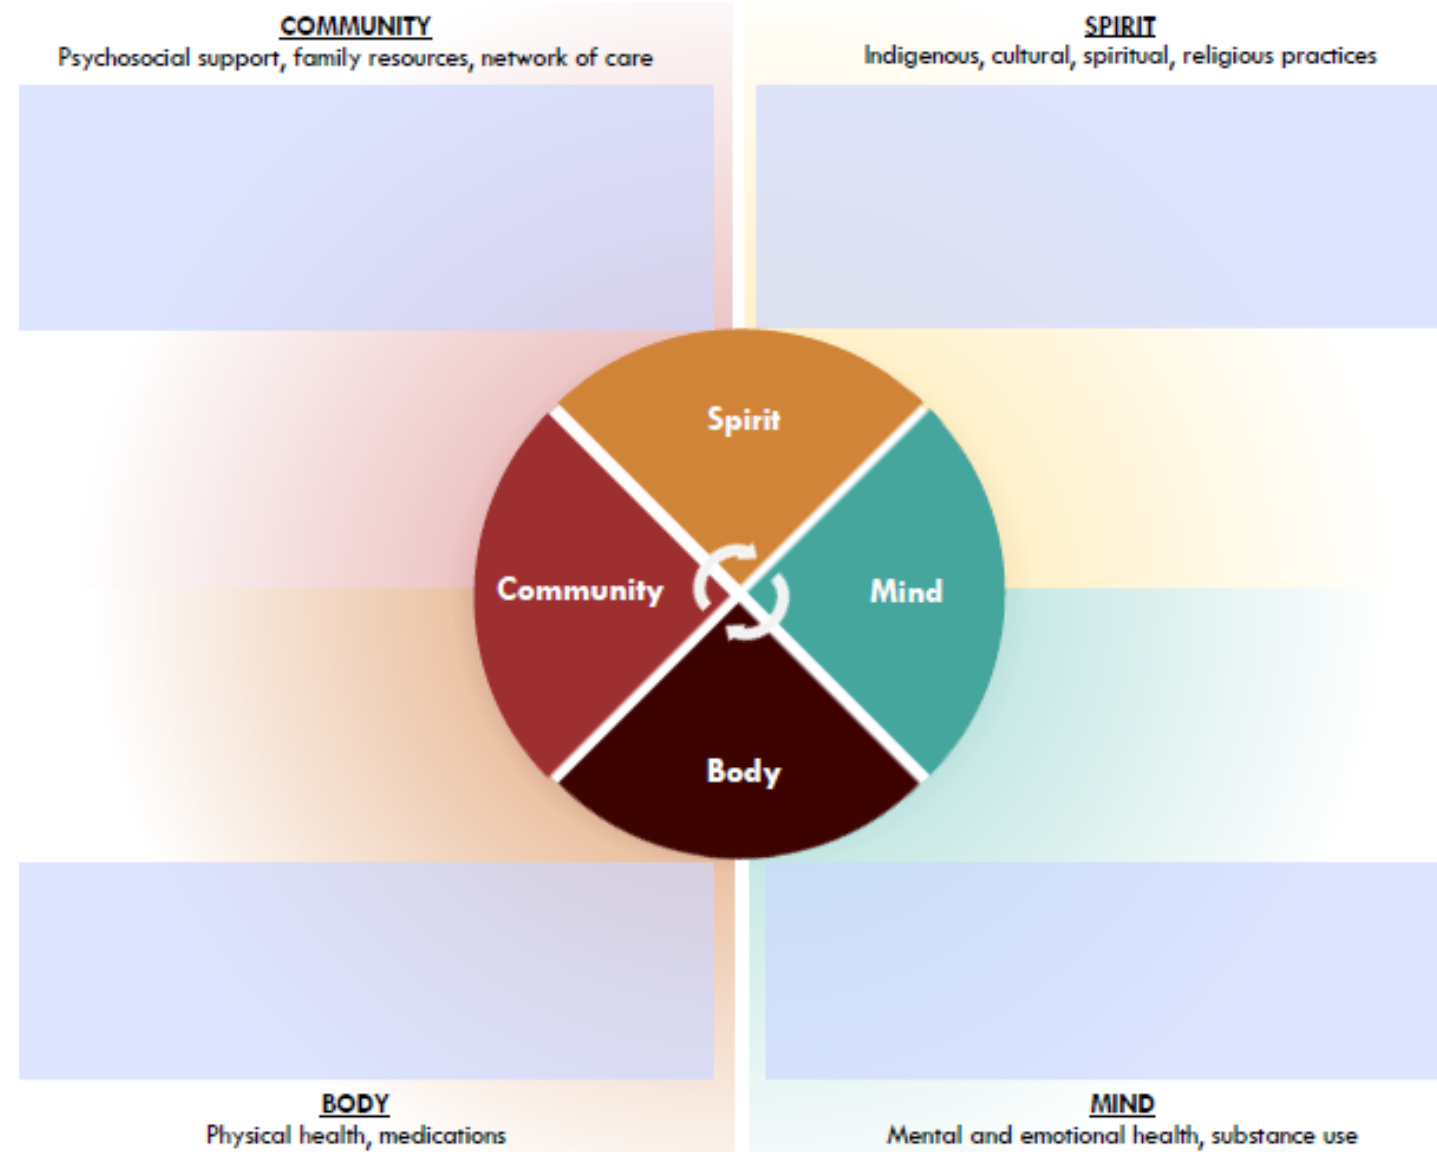 COMMUNITY
Psychosocial support, family resources, network of care
SPIRIT
Indigenous, cultural, spiritual, religious practices
Spirit
Community
Mind
Body
BODY
Physical health, medications
MIND
Mental and emotional health, substance use